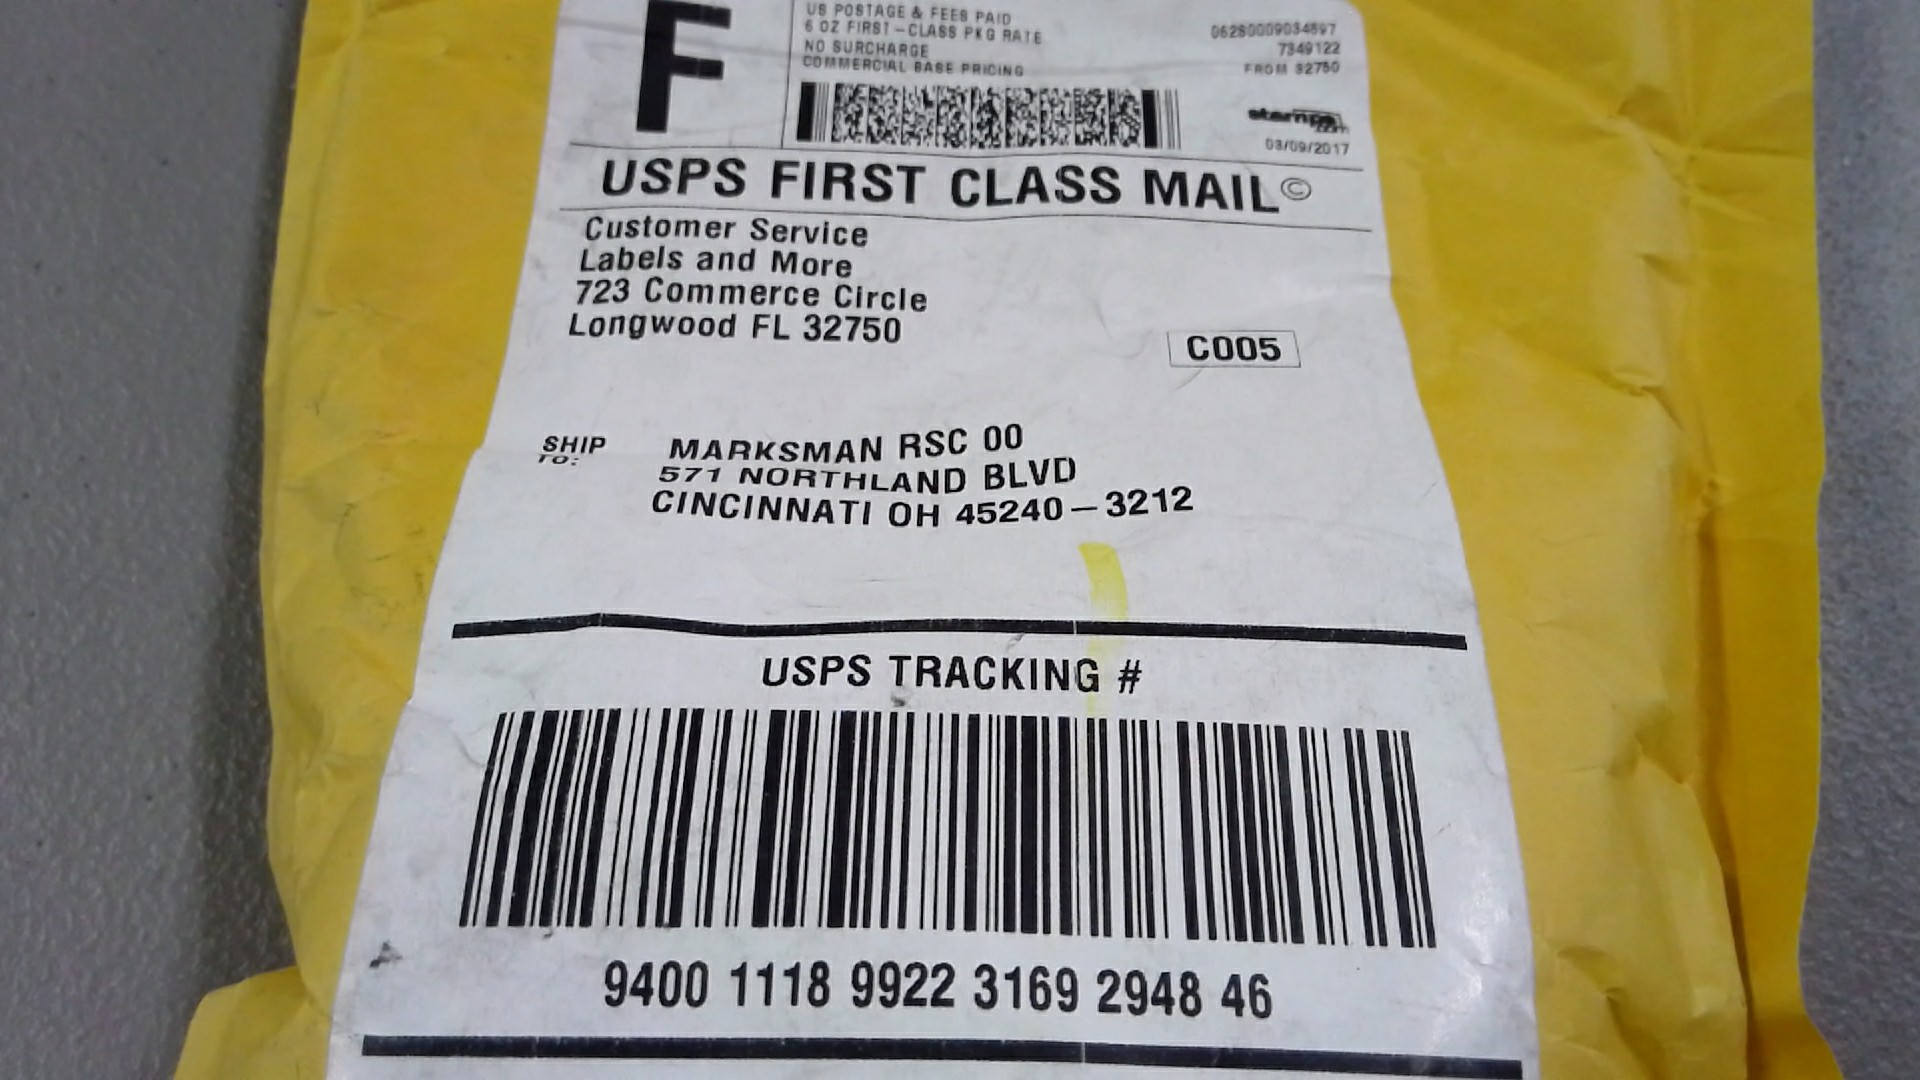 F
US POSTAGE & FEES PAID
6 OZ FIRST-CLASS PKG RATE
NO SURCHARGE
COMMERCIAL BASE PRICING
062S0009034697
7349122
FROM 32750
stamps
.com
03/09/2017
USPS FIRST CLASS MAIL©
Customer Service
Labels and More
723 Commerce Circle
Longwood FL 32750
C005
SHIP
TO:
MARKSMAN RSC 00
571 NORTHLAND BLVD
CINCINNATI OH 45240-3212
USPS TRACKING #
9400 1118 9922 3169 2948 46